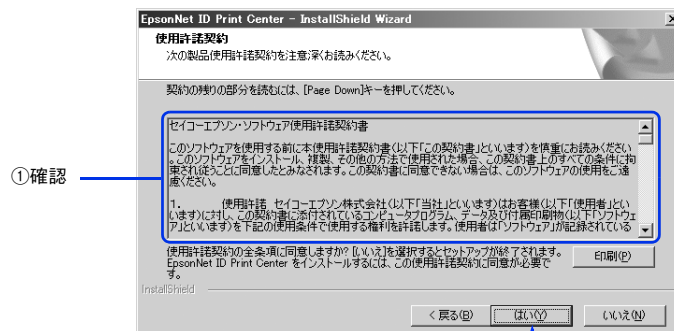 EpsonNet ID Print Center - InstallShield Wizard
使用許諾契約
次の製品使用許諾契約を注意深くお読みください。
契約の残りの部分を読むには、[Page Down]キーを押してください。
セイコーエプソン・ソフトウェア使用許諾契約書
このソフトウェアを使用する前に本使用許諾契約書(以下「この契約書」といいます)を慎重にお読みください
。このソフトウェアをインストール、複製、その他の方法で使用された場合、この契約書上のすべての条件に拘
束され従うことに同意したとみなされます。この契約書に同意できない場合は、このソフトウェアの使用をご遠
慮ください。
1. 使用許諾 セイコーエプソン株式会社(以下「当社」といいます)はお客様(以下「使用者」とい
います)に対し、この契約書に添付されているコンピュータプログラム、データ及び付属印刷物(以下「ソフトウェ
ア」といいます)を下記の使用条件で使用する権利を許諾します。使用者は「ソフトウェア」が記録されている
①確認
使用許諾契約の全条項に同意しますか? [いいえ]を選択するとセットアップが終了されます。
EpsonNet ID Print Center をインストールするには、この使用許諾契約に同意が必要で
す。
印刷(P)
InstallShield
< 戻る(B)
はい(Y)
いいえ(N)